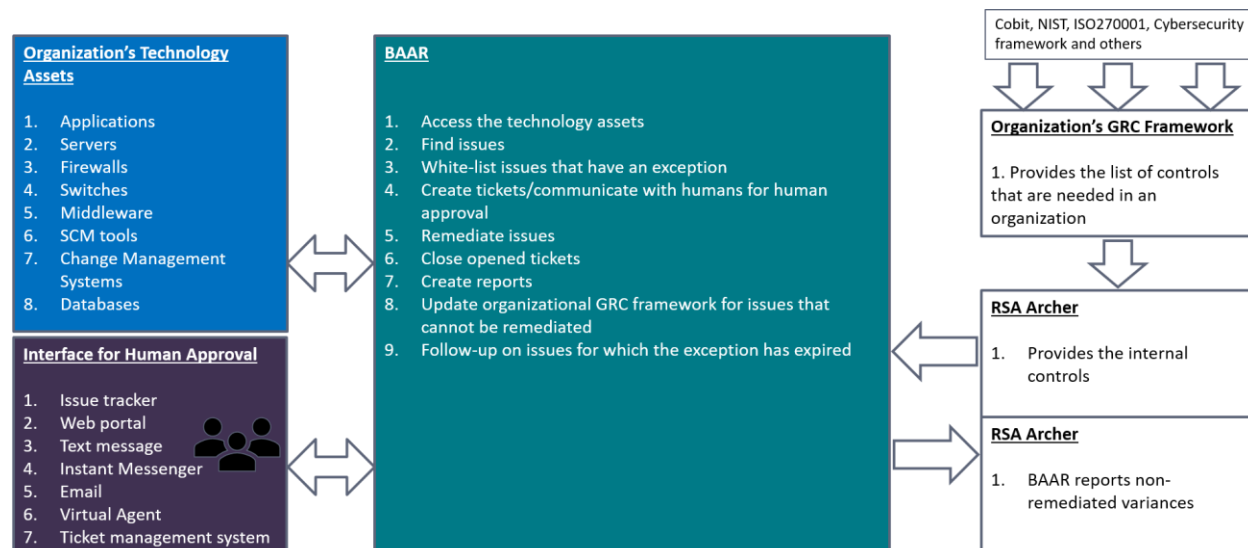 Organization's Technology
Assets
1. Applications
2. Servers
3. Firewalls
4. Switches
5. Middleware
6. SCM tools
7. Change Management
Systems
8. Databases
Interface for Human Approval
1. Issue tracker
2. Web portal
3. Text message
4. Instant Messenger
5. Email
6. Virtual Agent
7. Ticket management system
BAAR
1. Access the technology assets
2. Find issues
3. White-list issues that have an exception
4. Create tickets/communicate with humans for human
approval
5. Remediate issues
6. Close opened tickets
7. Create reports
8. Update organizational GRC framework for issues that
cannot be remediated
9. Follow-up on issues for which the exception has expired
Cobit, NIST, ISO270001, Cybersecurity
framework and others
Organization's GRC Framework
1. Provides the list of controls
that are needed in an
organization
RSA Archer
1. Provides the internal
controls
RSA Archer
1. BAAR reports non-
remediated variances